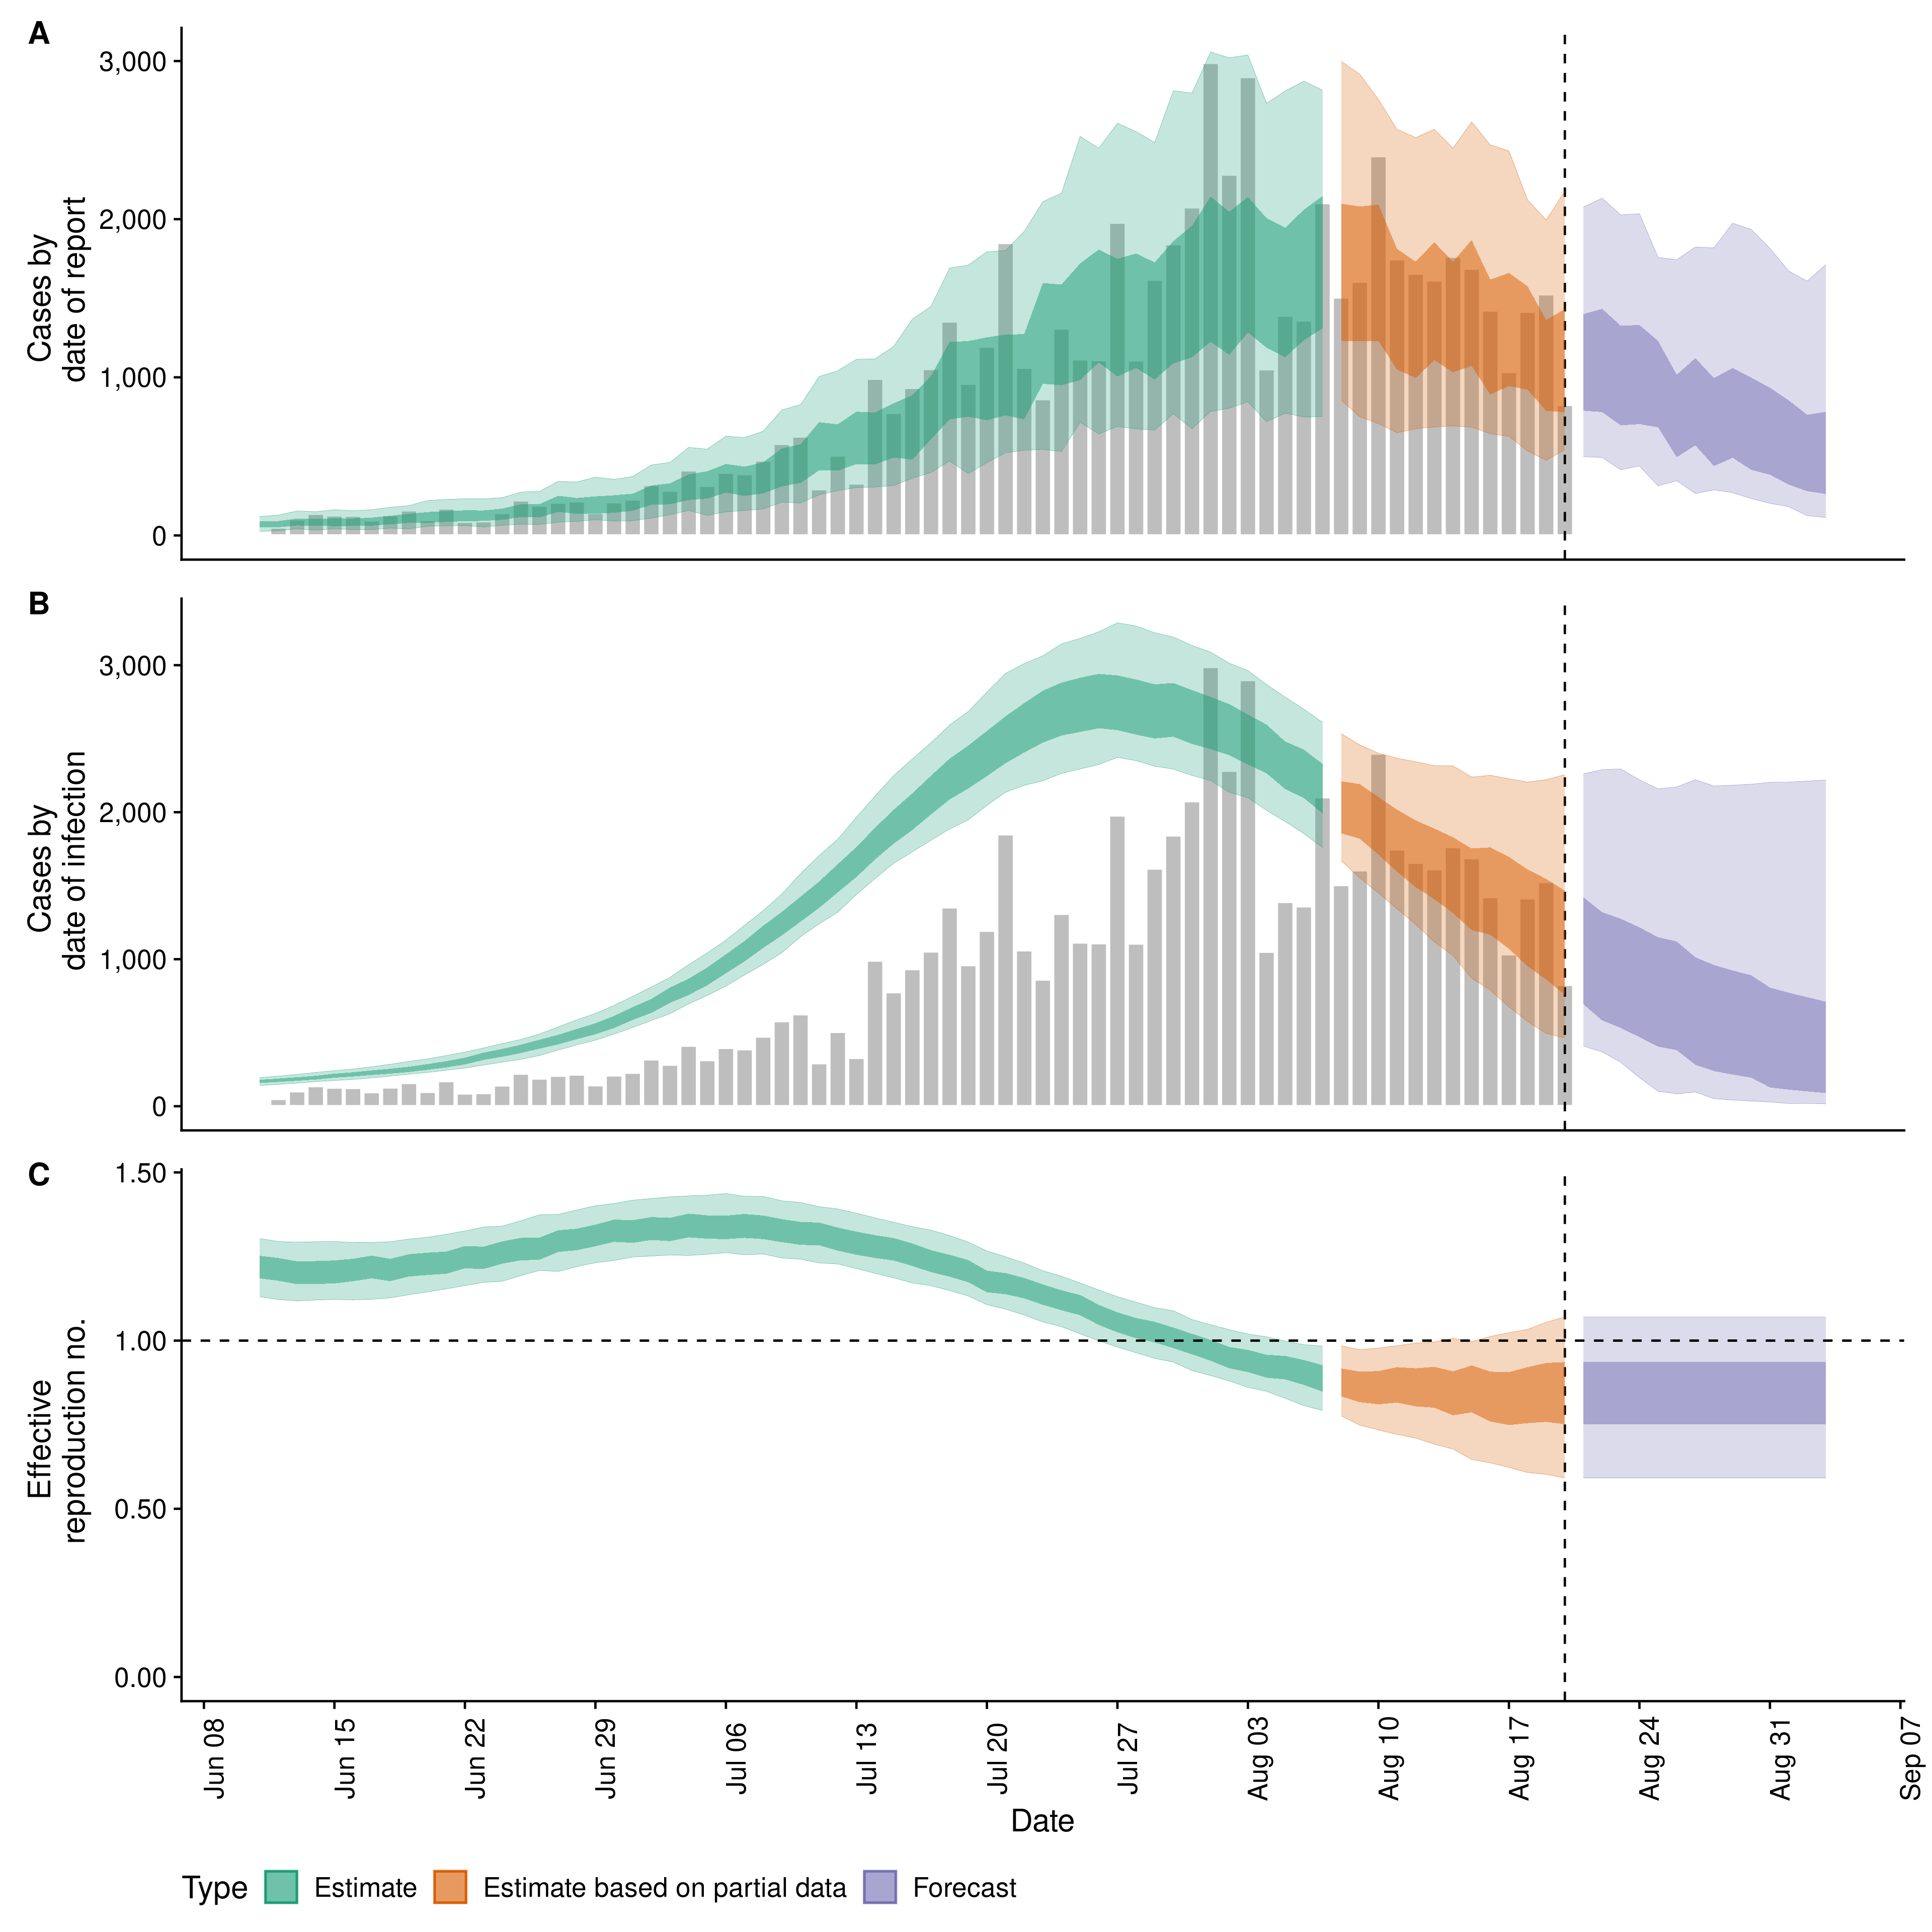 A
3,000
2,000
1,000
0
Cases by
date of report
B
3,000
2,000
1,000
0
Cases by
date of infection
C
1.50
1.00
0.50
0.00
Effective
reproduction no.
Jun 08
Jun 15
Jun 22
Jun 29
Jul 06
Jul 13
Jul 20
Jul 27
Aug 03
Aug 10
Aug 17
Aug 24
Aug 31
Sep 07
Date
Type Estimate Estimate based on partial data Forecast